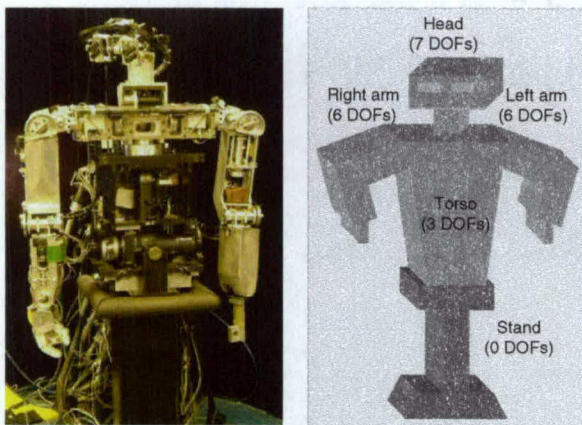 Head
(7 DOFs)
Right arm
(6 DOFs)
Left arm
(6 DOFs)
Torso
(3 DOFs)
Stand
(0 DOFs)